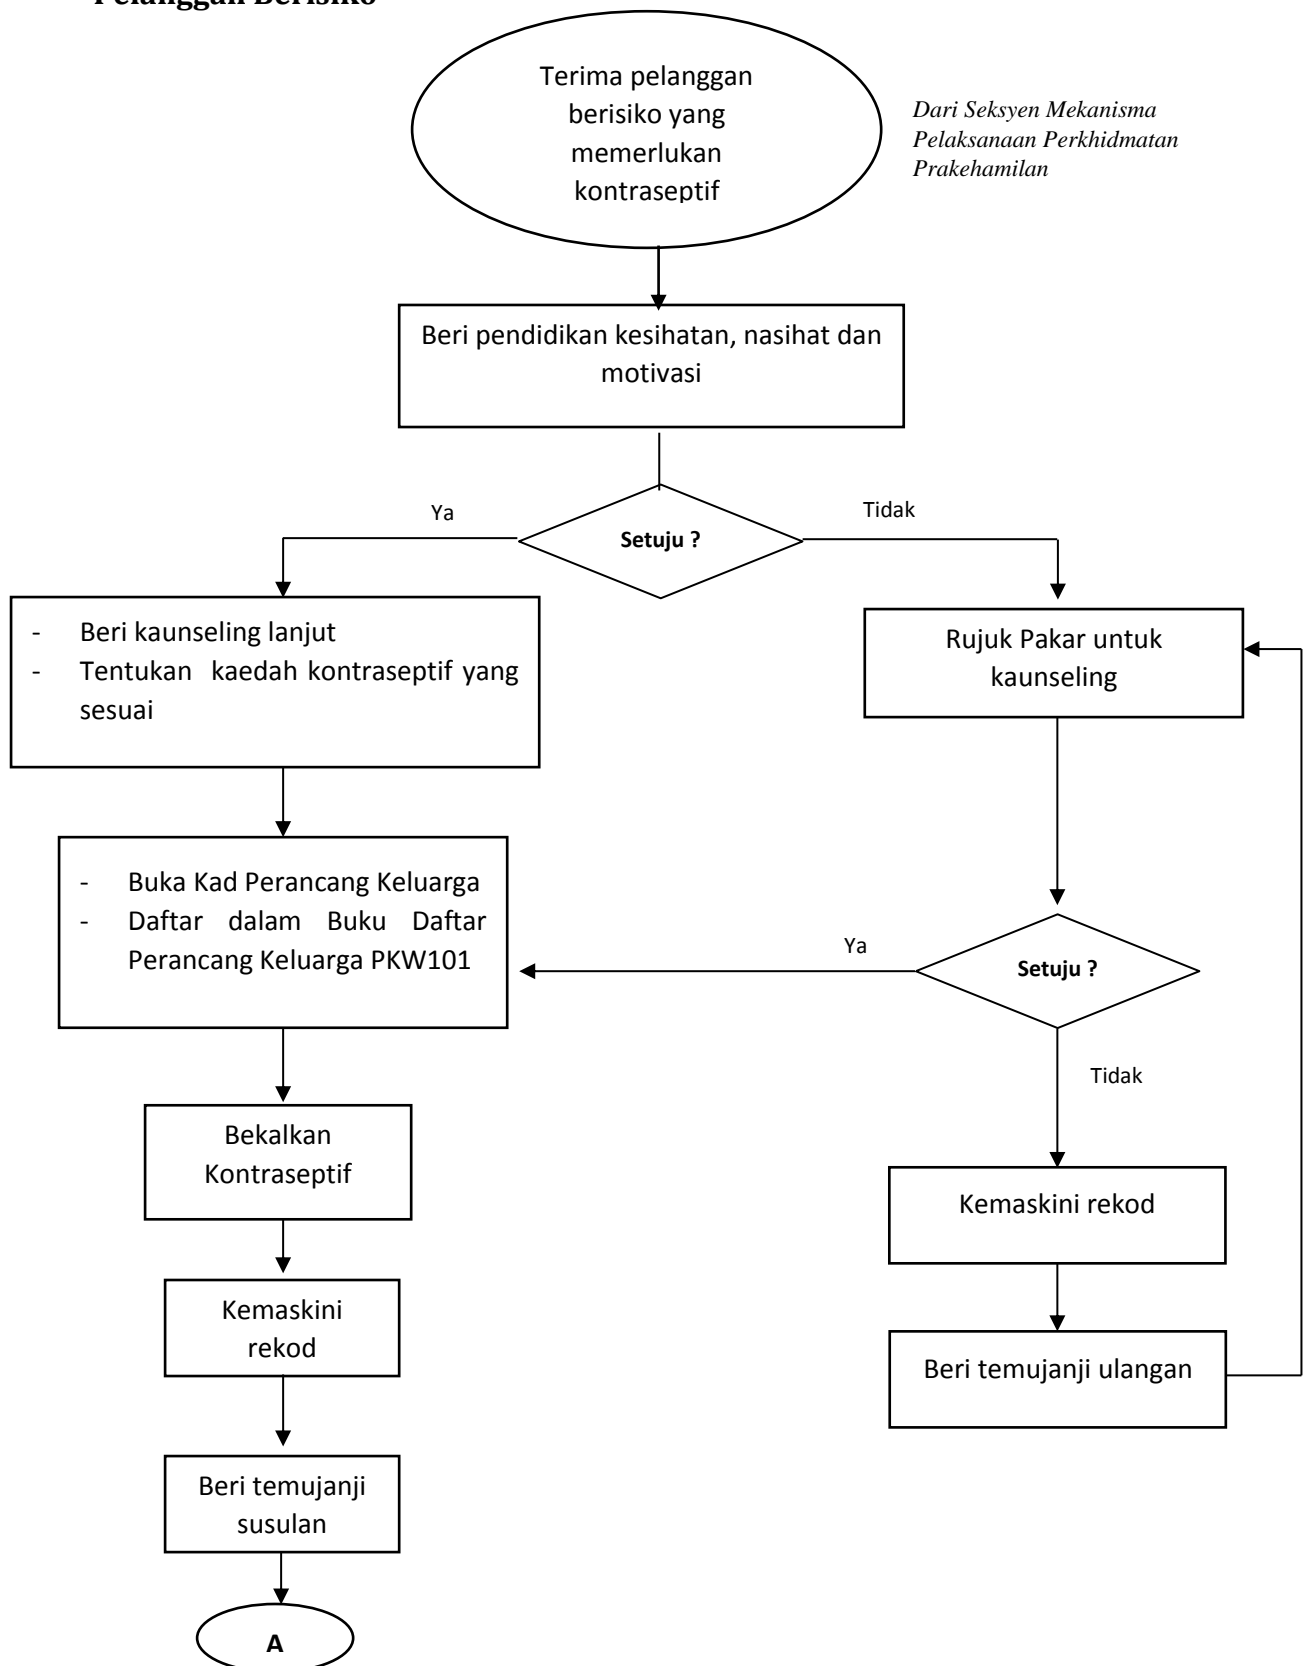 Pelanggan Berisiko
Terima pelanggan
berisiko yang
memerlukan
kontraseptif
Dari Seksyen Mekanisma
Pelaksanaan Perkhidmatan
Prakehamilan
Beri pendidikan kesihatan, nasihat dan
motivasi
Ya
Setuju ?
Tidak
- Beri kaunseling lanjut
- Tentukan kaedah kontraseptif yang
sesuai
Rujuk Pakar untuk
kaunseling
- Buka Kad Perancang Keluarga
- Daftar dalam Buku Daftar
Perancang Keluarga PKW101
Ya
Setuju ?
Tidak
Bekalkan
Kontraseptif
Kemaskini rekod
Kemaskini
rekod
Beri temujanji ulangan
Beri temujanji
susulan
A